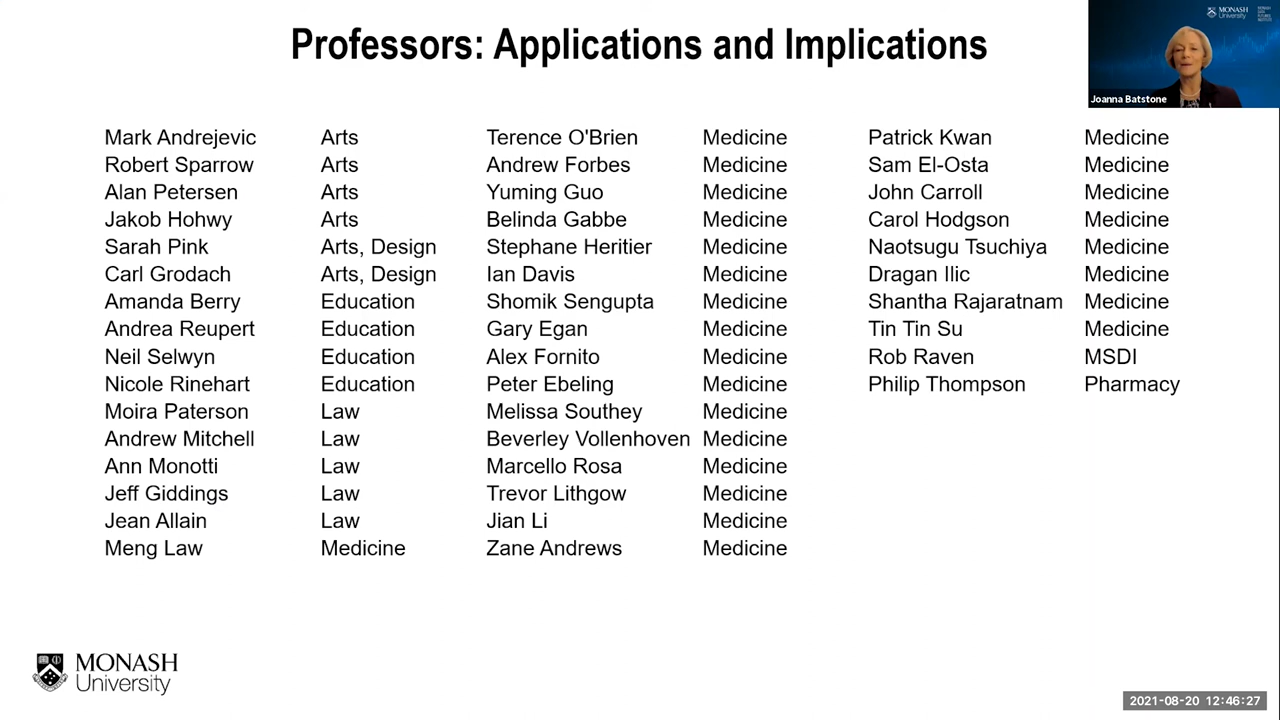 Professors: Applications and Implications
MONASH University
Joanna Batstone
Mark Andrejevic Arts Terence O'Brien Medicine Patrick Kwan Medicine
Robert Sparrow Arts Andrew Forbes Medicine Sam El-Osta Medicine
Alan Petersen Arts Yuming Guo Medicine John Carroll Medicine
Jakob Hohwy Arts Belinda Gabbe Medicine Carol Hodgson Medicine
Sarah Pink Arts, Design Stephane Heritier Medicine Naotsugu Tsuchiya Medicine
Carl Grodach Arts, Design Ian Davis Medicine Dragan Ilic Medicine
Amanda Berry Education Shomik Sengupta Medicine Shantha Rajaratnam Medicine
Andrea Reupert Education Gary Egan Medicine Tin Tin Su Medicine
Neil Selwyn Education Alex Fornito Medicine Rob Raven MSDI
Nicole Rinehart Education Peter Ebeling Medicine Philip Thompson Pharmacy
Moira Paterson Law Melissa Southey Medicine
Andrew Mitchell Law Beverley Vollenhoven Medicine
Ann Monotti Law Marcello Rosa Medicine
Jeff Giddings Law Trevor Lithgow Medicine
Jean Allain Law Jian Li Medicine
Meng Law Medicine Zane Andrews Medicine
MONASH
University
2021-08-20 12:46:27